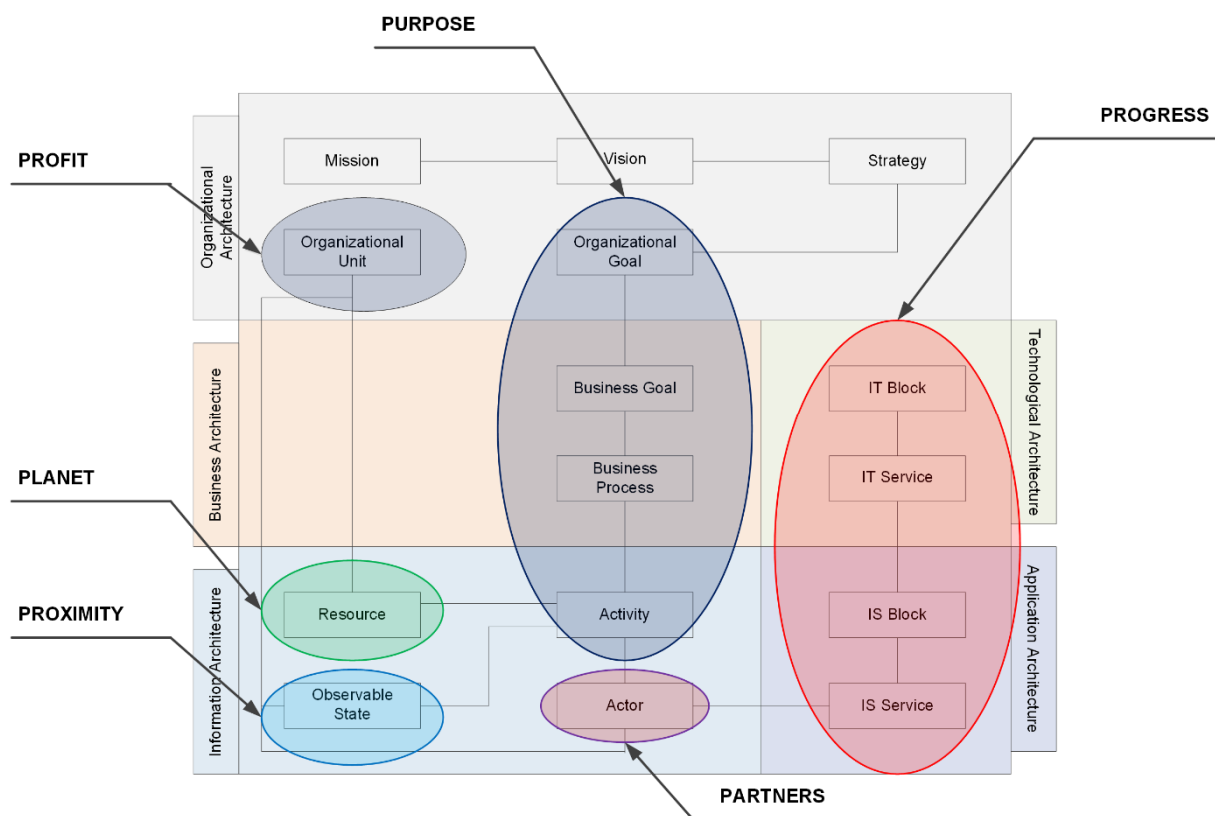 PURPOSE
PROGRESS
PROFIT
Mission
Vision
Strategy
Organizational
Architecture
Organizational
Unit
Organizational
Goal
Business Architecture
Technological Architecture
Business Goal
IT Block
Business
Process
IT Service
PLANET
PROXIMITY
Information Architecture
Application Architecture
Resource
Activity
IS Block
Observable
State
Actor
IS Service
PARTNERS